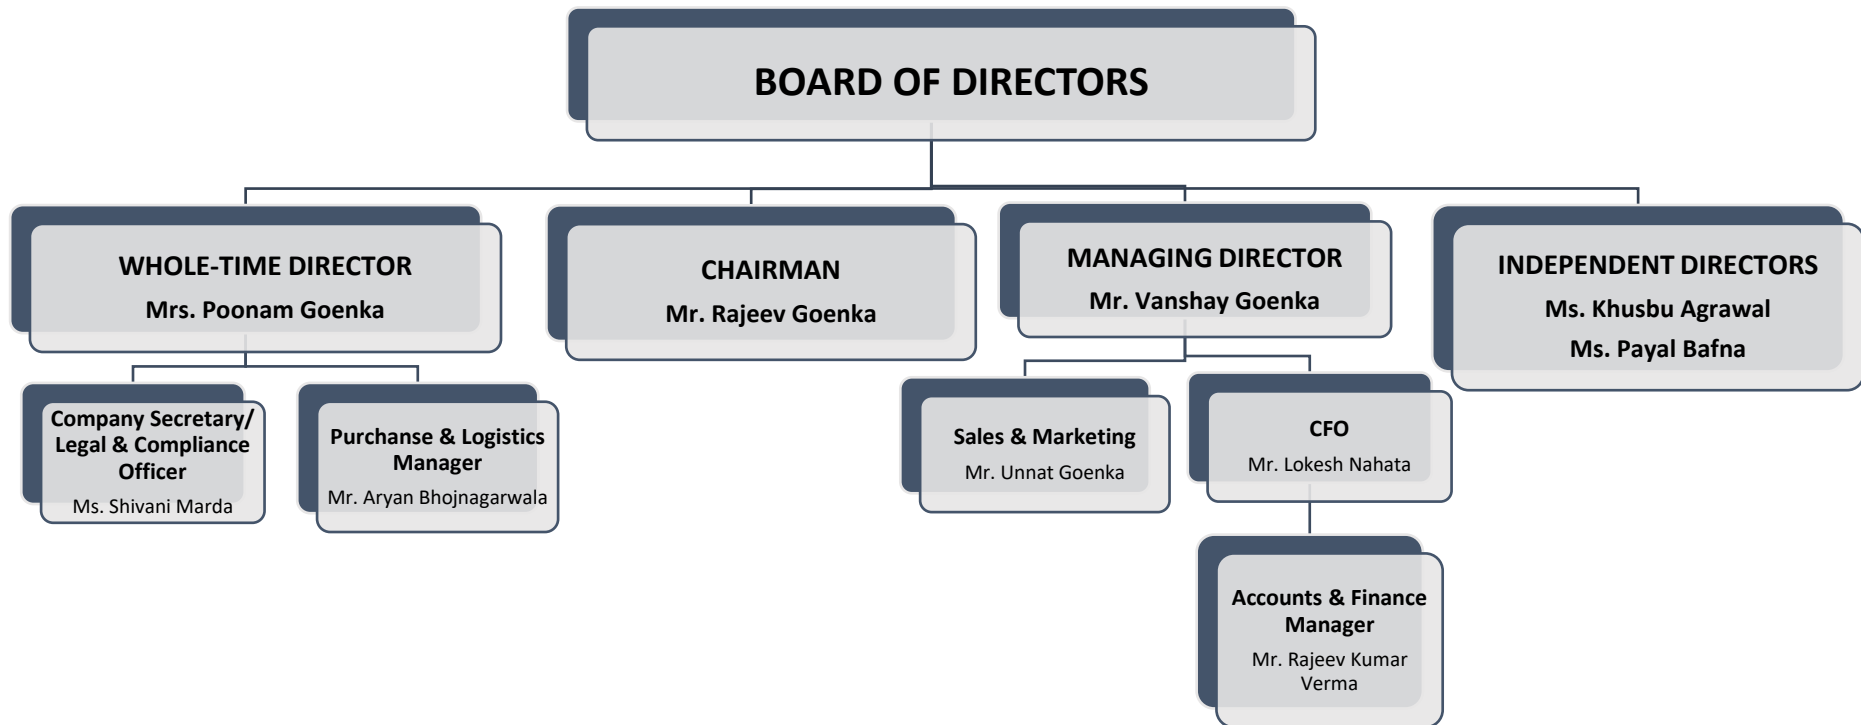 BOARD OF DIRECTORS
WHOLE-TIME DIRECTOR
Mrs. Poonam Goenka
CHAIRMAN
Mr. Rajeev Goenka
MANAGING DIRECTOR
Mr. Vanshay Goenka
INDEPENDENT DIRECTORS
Ms. Khusbu Agrawal
Ms. Payal Bafna
Company Secretary/
Legal & Compliance
Officer
Ms. Shivani Marda
Purchanse & Logistics
Manager
Mr. Aryan Bhojnagarwala
Sales & Marketing
Mr. Unnat Goenka
CFO
Mr. Lokesh Nahata
Accounts & Finance
Manager
Mr. Rajeev Kumar
Verma